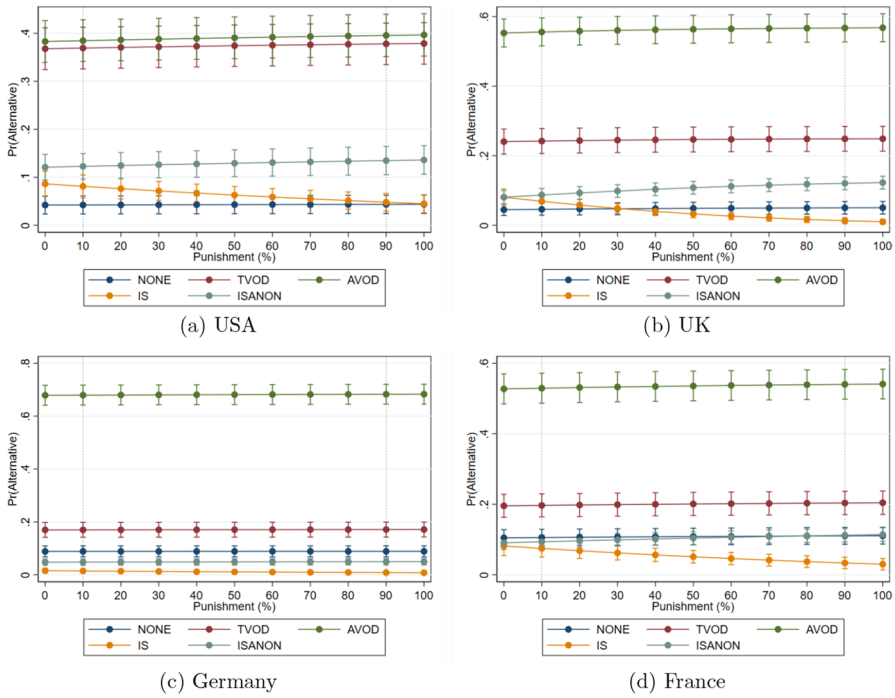 Pr(Alternative)
.4
.3
.2
.1
0
0 10 20 30 40 50 60 70 80 90 100
Punishment (%)
NONE TVOD AVOD
IS ISANON
(a) USA
Pr(Alternative)
.6
.4
.2
0
0 10 20 30 40 50 60 70 80 90 100
Punishment (%)
NONE TVOD AVOD
IS ISANON
(b) UK
Pr(Alternative)
.8
.6
.4
.2
0
0 10 20 30 40 50 60 70 80 90 100
Punishment (%)
NONE TVOD AVOD
IS ISANON
(c) Germany
Pr(Alternative)
.6
.4
.2
0
0 10 20 30 40 50 60 70 80 90 100
Punishment (%)
NONE TVOD AVOD
IS ISANON
(d) France